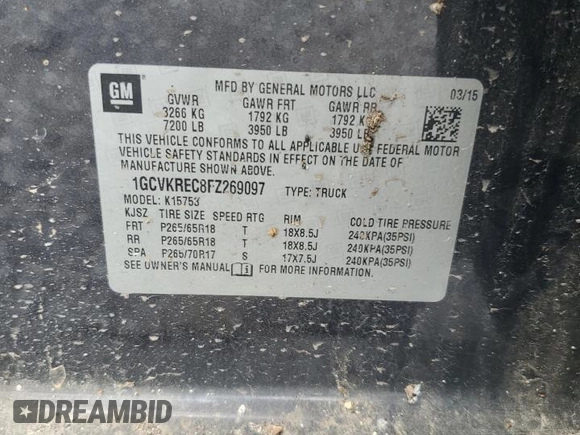 GM
MFD BY GENERAL MOTORS LLC 03/15
GVWR GAWR FRT GAWR RR
3266 KG 1792 KG 1792 KG
7200 LB 3950 LB 3950 LB
THIS VEHICLE CONFORMS TO ALL APPLICABLE US FEDERAL MOTOR
VEHICLE SAFETY STANDARDS IN EFFECT ON THE DATE OF
MANUFACTURE SHOWN ABOVE.
1GCVKREC8FZ269097 TYPE: TRUCK
MODEL: K15753
KJSZ TIRE SIZE SPEED RTG RIM COLD TIRE PRESSURE
FRT P265/65R18 T 18X8.5J 240KPA(35PSI)
RR P265/65R18 T 18X8.5J 240KPA(35PSI)
SPA P265/70R17 S 17X7.5J 240KPA(35PSI)
SEE OWNER'S MANUAL FOR MORE INFORMATION
DREAMBID